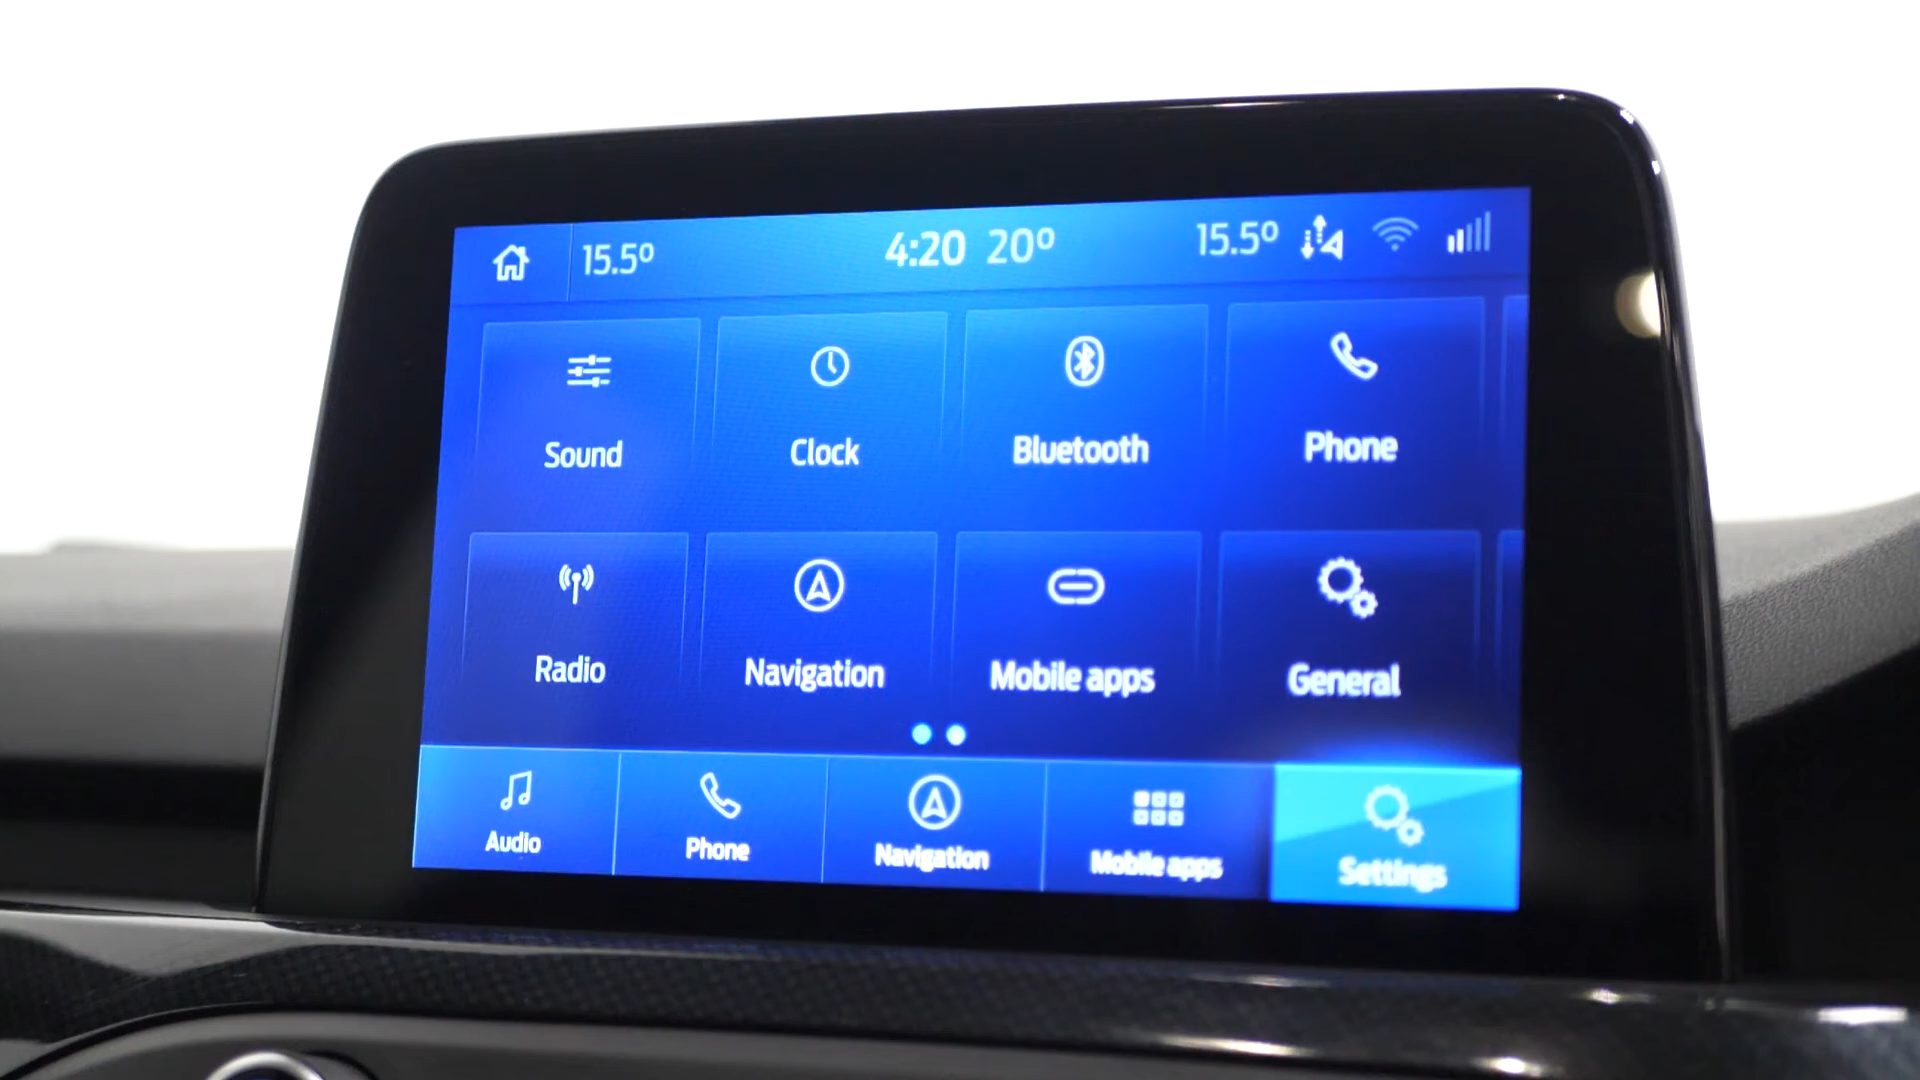 15.5° 4:20 20° 15.5°
Sound Clock Bluetooth Phone
Radio Navigation Mobile apps General
Audio Phone Navigation Mobile apps Settings